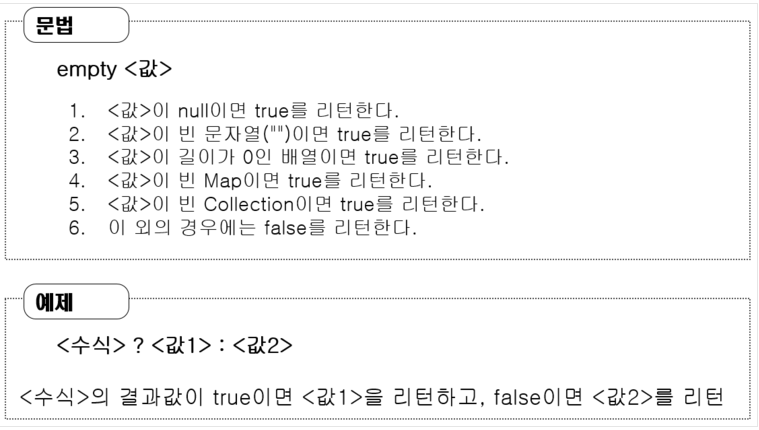 문법
empty <값>
1. <값>이 null이면 true를 리턴한다.
2. <값>이 빈 문자열("")이면 true를 리턴한다.
3. <값>이 길이가 0인 배열이면 true를 리턴한다.
4. <값>이 빈 Map이면 true를 리턴한다.
5. <값>이 빈 Collection이면 true를 리턴한다.
6. 이 외의 경우에는 false를 리턴한다.
예제
<수식> ? <값1> : <값2>
<수식>의 결과값이 true이면 <값1>을 리턴하고, false이면 <값2>를 리턴